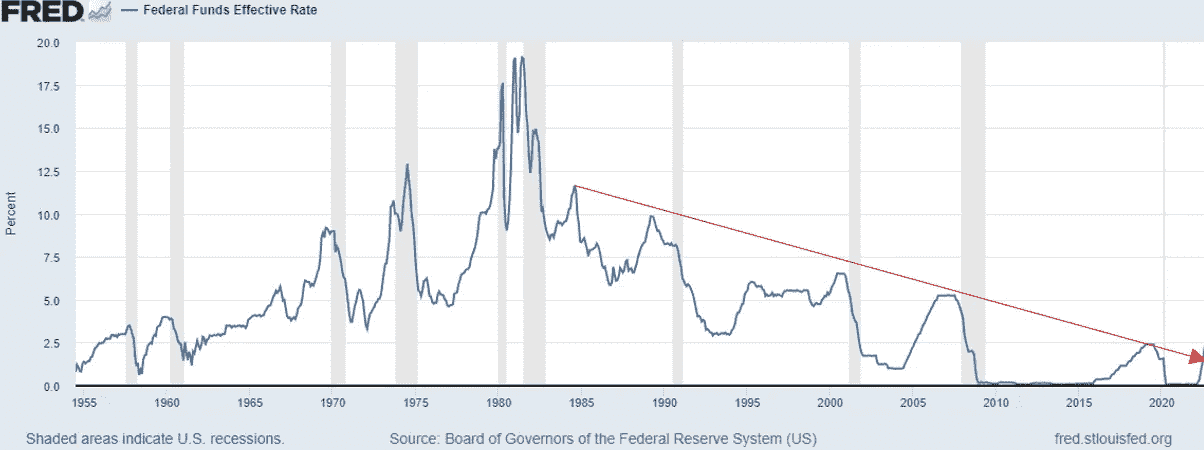 FRED — Federal Funds Effective Rate
20.0
17.5
15.0
12.5
10.0
7.5
5.0
2.5
0.0
Percent
1955 1960 1965 1970 1975 1980 1985 1990 1995 2000 2005 2010 2015 2020
Shaded areas indicate U.S. recessions. Source: Board of Governors of the Federal Reserve System (US) fred.stlouisfed.org